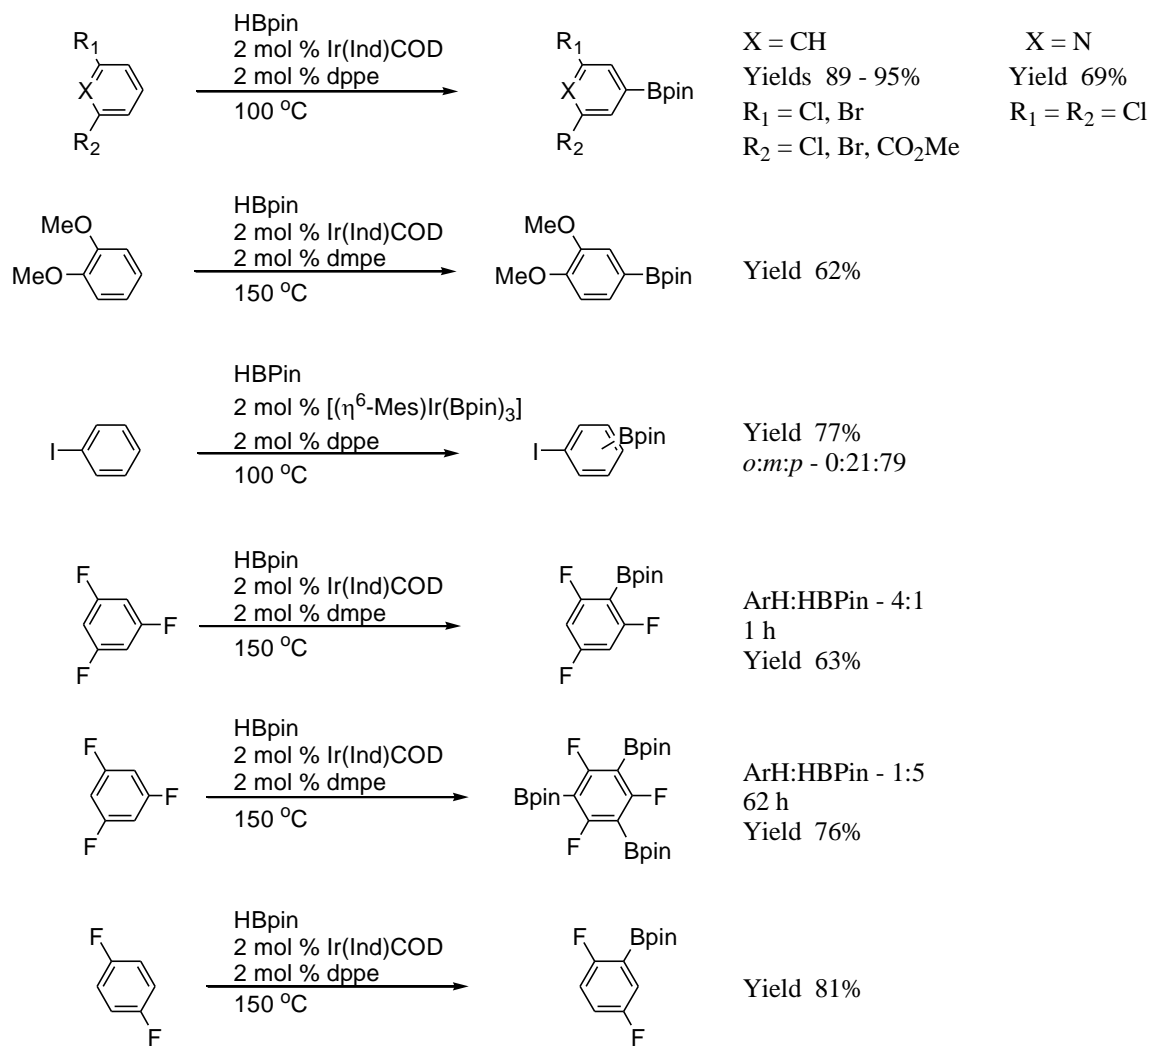 R₁
X
R₂
HBpin
2 mol % Ir(Ind)COD
2 mol % dppe
100 °C
R₁
X
Bpin
R₂
X = CH
Yields 89 - 95%
R₁ = Cl, Br
R₂ = Cl, Br, CO₂Me
X = N
Yield 69%
R₁ = R₂ = Cl
MeO
MeO
HBpin
2 mol % Ir(Ind)COD
2 mol % dmpe
150 °C
MeO
MeO
Bpin
Yield 62%
I
HBPin
2 mol % [(η⁶-Mes)Ir(Bpin)₃]
2 mol % dppe
100 °C
I
Bpin
Yield 77%
o:m:p - 0:21:79
F
F
F
HBpin
2 mol % Ir(Ind)COD
2 mol % dmpe
150 °C
F
Bpin
F
F
ArH:HBPin - 4:1
1 h
Yield 63%
F
F
F
HBpin
2 mol % Ir(Ind)COD
2 mol % dmpe
150 °C
F
Bpin
Bpin
F
F
Bpin
ArH:HBPin - 1:5
62 h
Yield 76%
F
F
HBpin
2 mol % Ir(Ind)COD
2 mol % dppe
150 °C
F
Bpin
F
Yield 81%